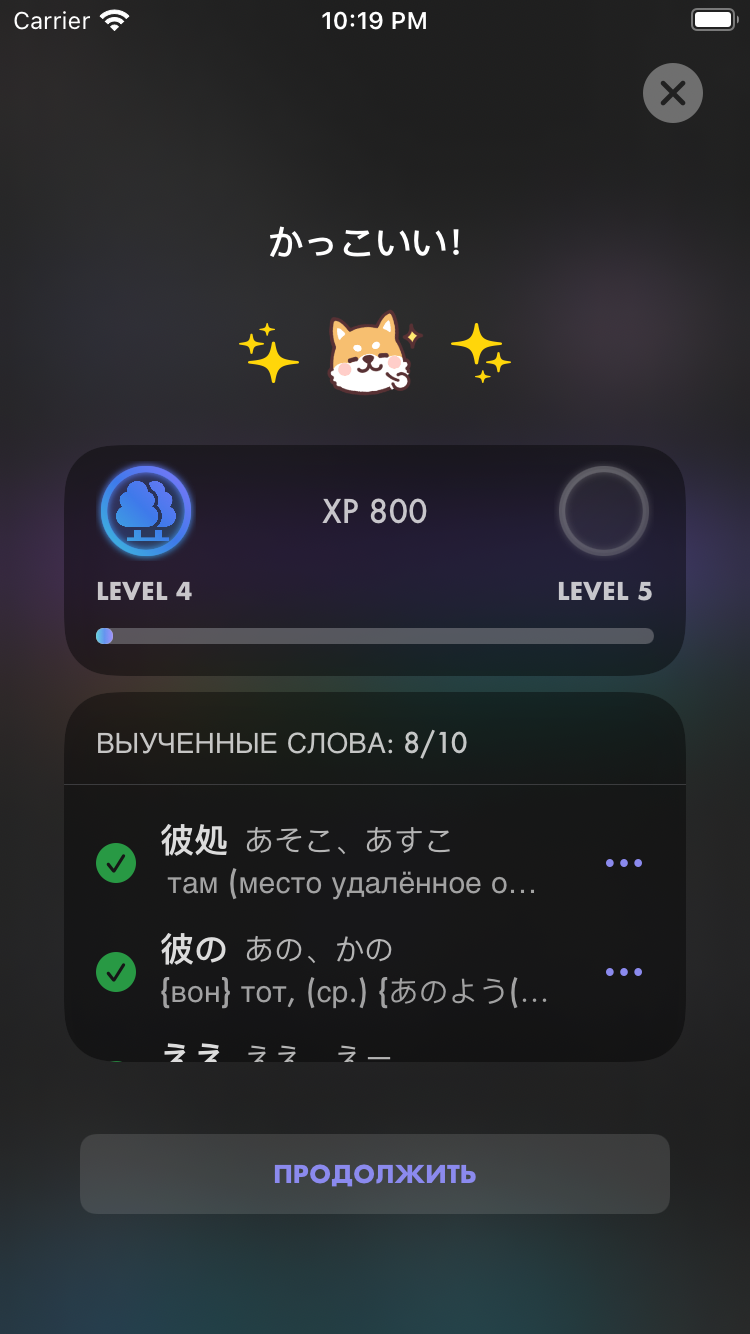 Carrier 10:19 PM
かっこいい!
XP 800
LEVEL 4 LEVEL 5
ВЫУЧЕННЫЕ СЛОВА: 8/10
彼処 あそこ、あすこ
там (место удалённое о...
彼の あの、かの
{вон} тот, (ср.) {あのよう(...
ええ ええ、えー
ПРОДОЛЖИТЬ